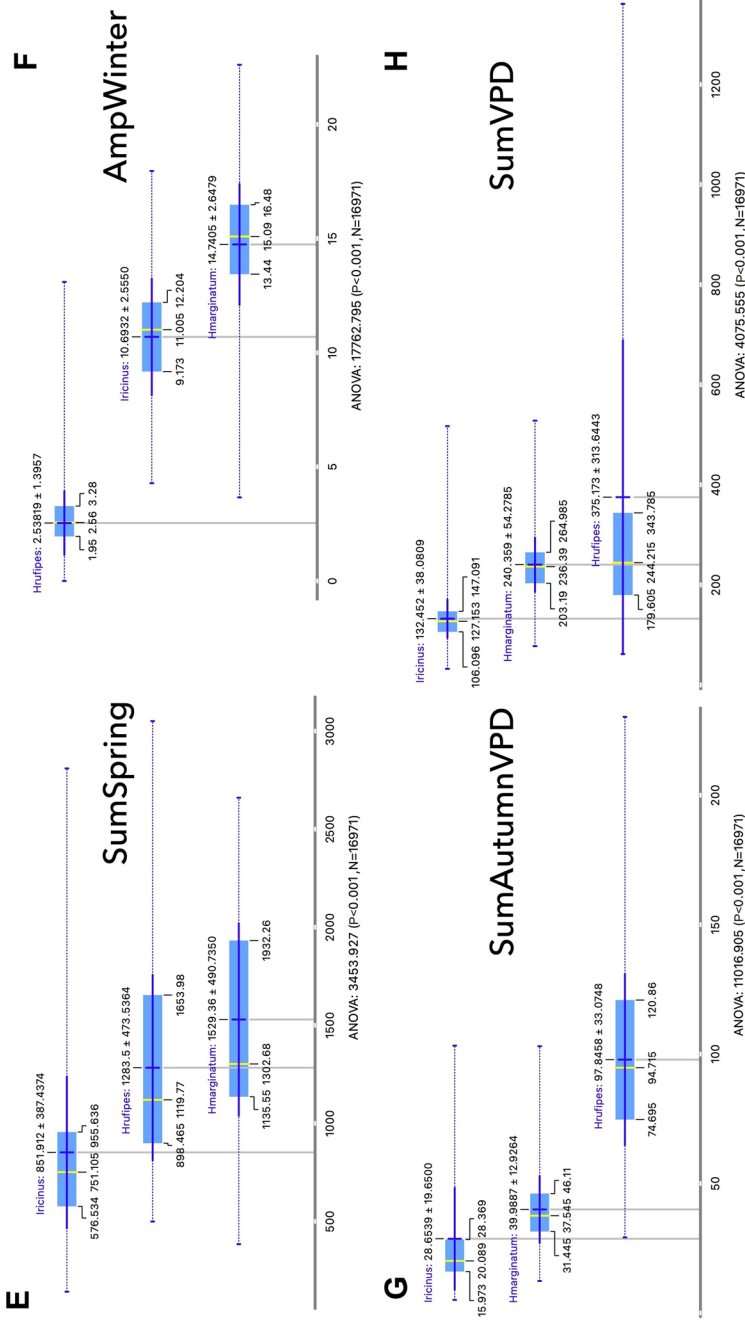 E
SumSpring
Iricinus: 851.912 ± 387.4374
576.534 751.105 955.636
Hrufipes: 1283.5 ± 473.5364
898.465 1119.77 1653.98
Hmarginatum: 1529.36 ± 490.7350
1135.55 1302.68 1932.26
500 1000 1500 2000 2500 3000
ANOVA: 3453.927 (P<0.001,N=16971)
F
AmpWinter
Hrufipes: 2.53819 ± 1.3957
1.95 2.56 3.28
Iricinus: 10.6932 ± 2.5550
9.173 11.005 12.204
Hmarginatum: 14.7405 ± 2.6479
13.44 15.09 16.48
0 5 10 15 20
ANOVA: 17762.795 (P<0.001,N=16971)
G
SumAutumnVPD
Iricinus: 28.6539 ± 19.6500
15.973 20.089 28.369
Hmarginatum: 39.9887 ± 12.9264
31.445 37.545 46.11
Hrufipes: 97.8458 ± 33.0748
74.695 94.715 120.86
50 100 150 200
ANOVA: 11016.905 (P<0.001,N=16971)
H
SumVPD
Iricinus: 132.452 ± 38.0809
106.096 127.153 147.091
Hmarginatum: 240.359 ± 54.2785
203.19 236.39 264.985
Hrufipes: 375.173 ± 313.6443
179.605 244.215 343.785
200 400 600 800 1000 1200
ANOVA: 4075.555 (P<0.001,N=16971)